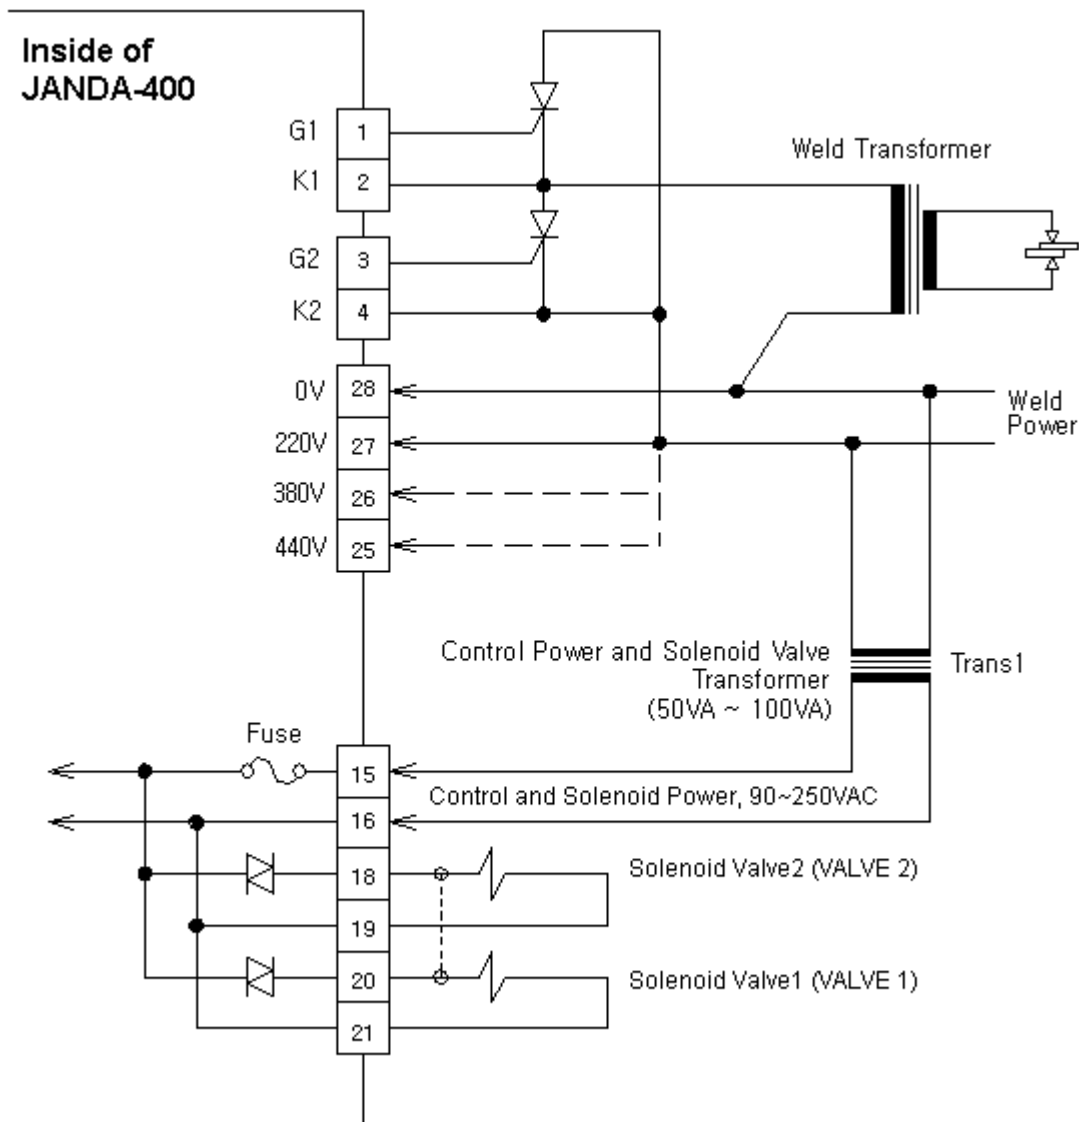 Inside of
JANDA-400
G1 1
K1 2
Weld Transformer
G2 3
K2 4
0V 28
Weld
Power
220V 27
380V 26
440V 25
Control Power and Solenoid Valve
Transformer
(50VA ~ 100VA)
Trans1
Fuse
15
Control and Solenoid Power, 90~250VAC
16
18 Solenoid Valve2 (VALVE 2)
19
20 Solenoid Valve1 (VALVE 1)
21